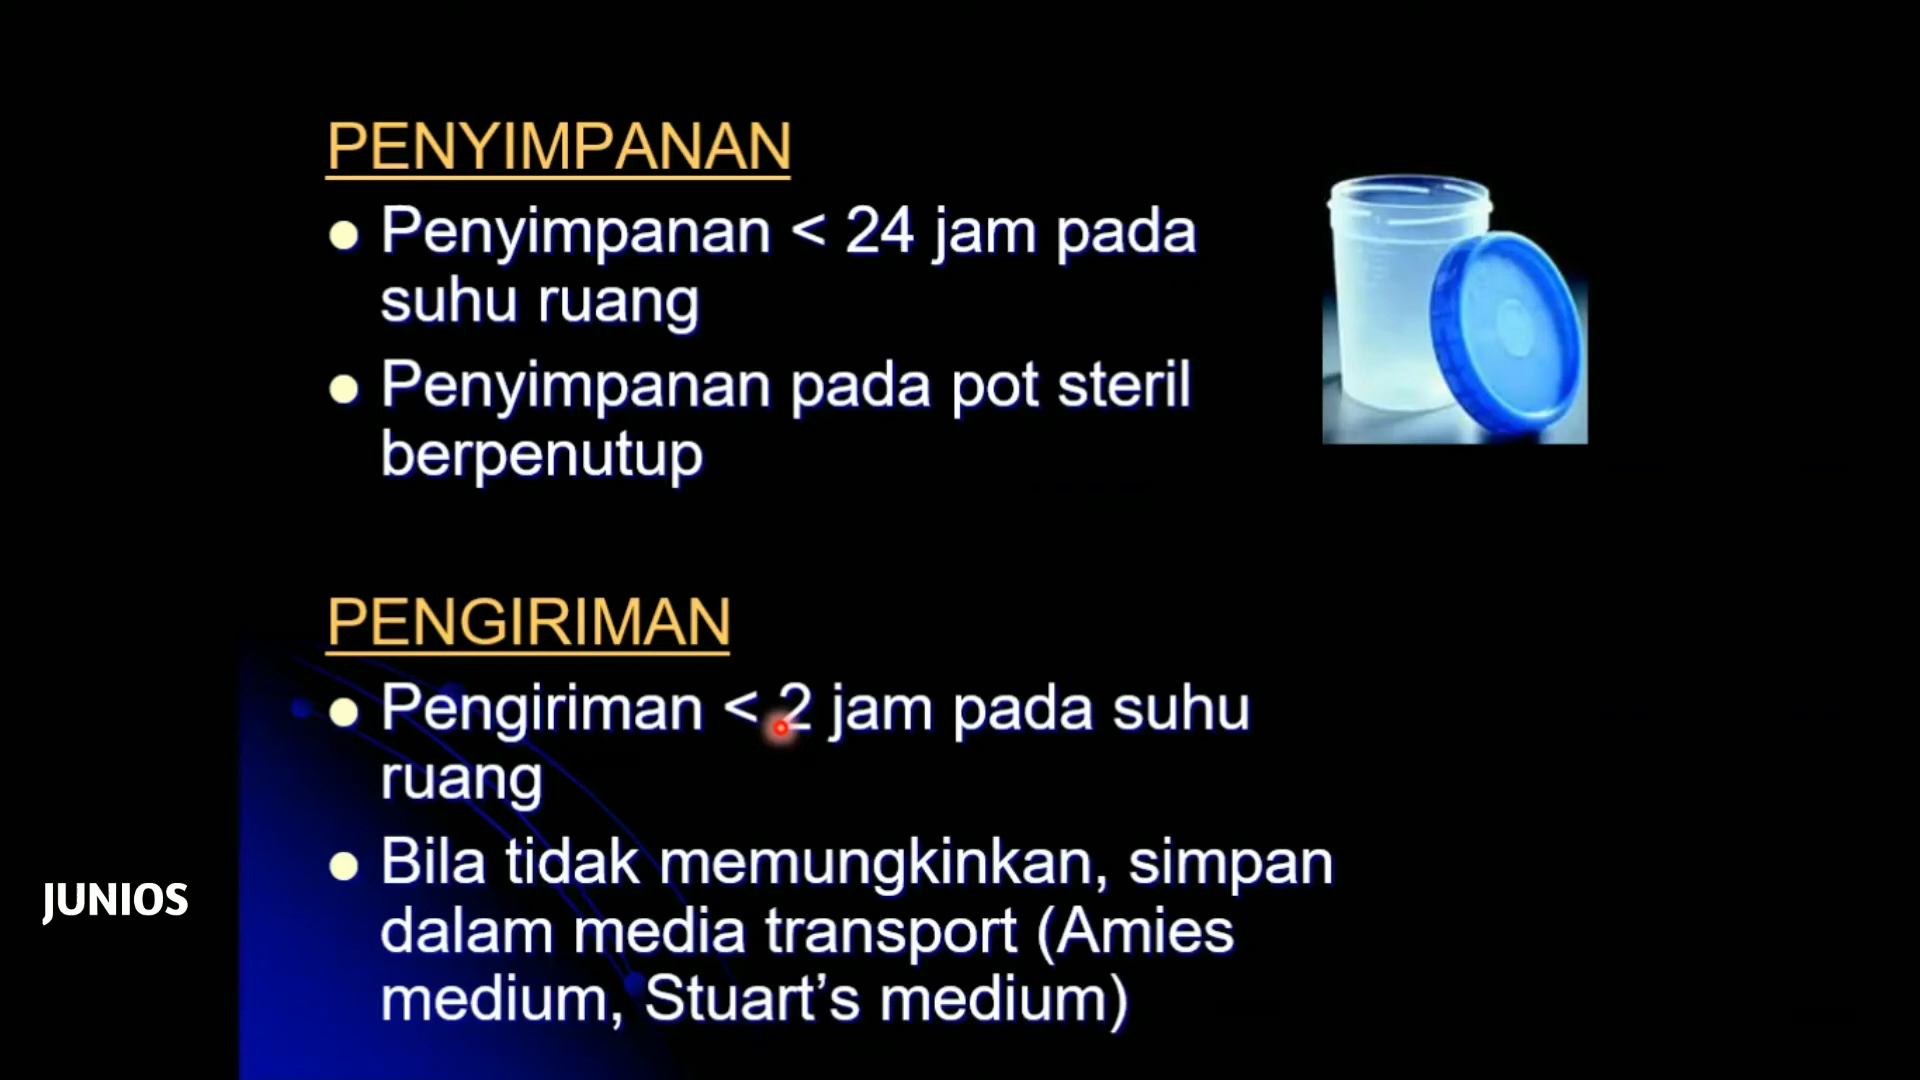 PENYIMPANAN
Penyimpanan < 24 jam pada
suhu ruang
Penyimpanan pada pot steril
berpenutup
PENGIRIMAN
Pengiriman < 2 jam pada suhu
ruang
Bila tidak memungkinkan, simpan
dalam media transport (Amies
medium, Stuart’s medium)
JUNIOS